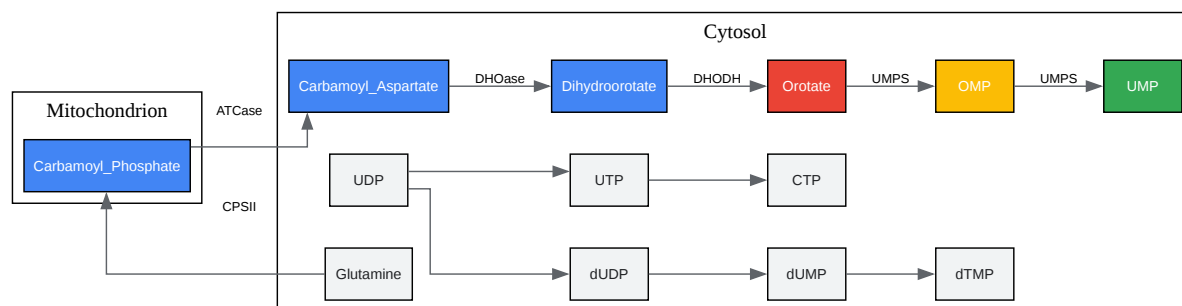 Cytosol
Carbamoyl_Aspartate
DHOase
Dihydroorotate
DHODH
Orotate
UMPS
OMP
UMPS
UMP
Mitochondrion
ATCase
Carbamoyl_Phosphate
UDP
UTP
CTP
CPSII
Glutamine
dUDP
dUMP
dTMP